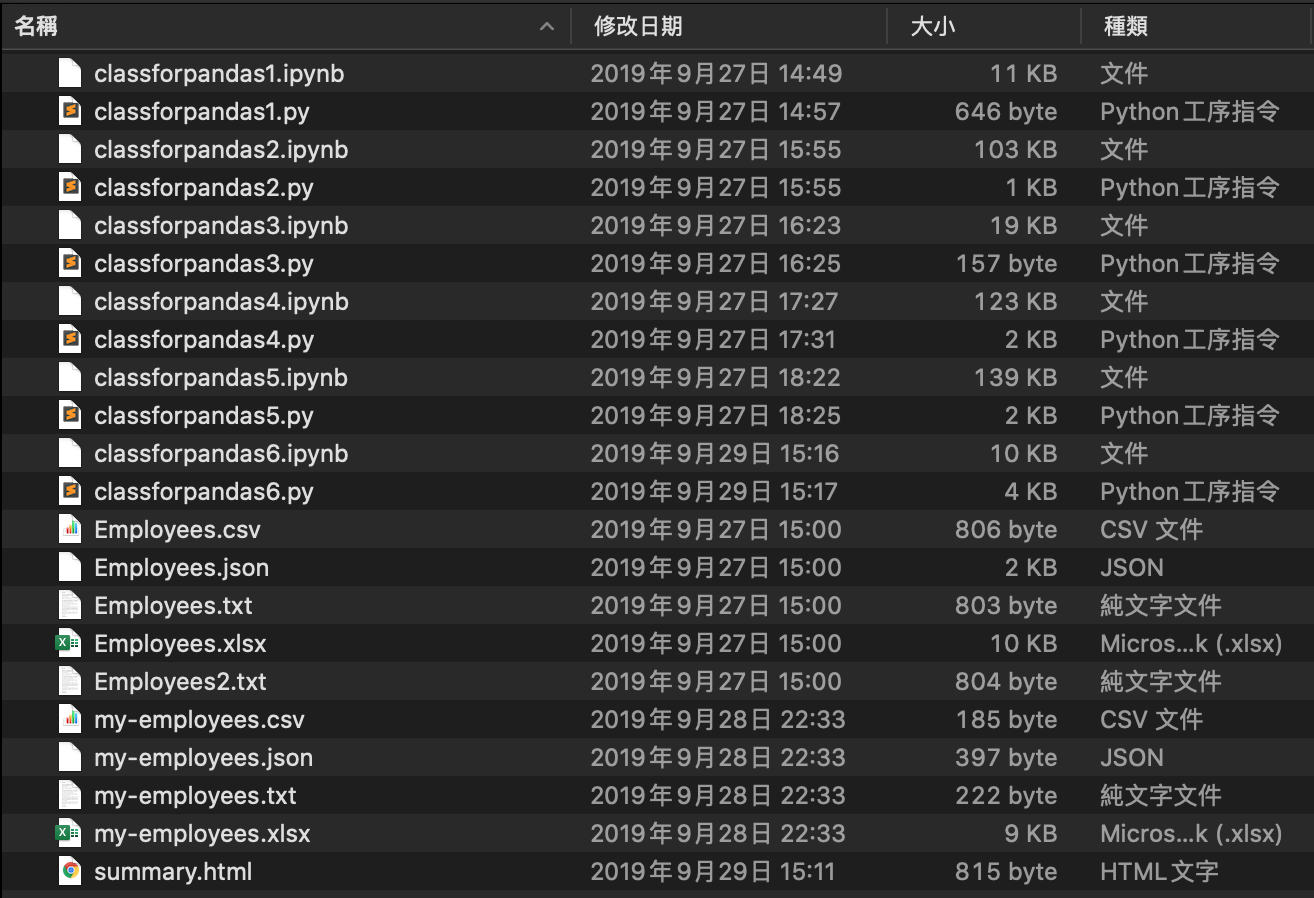 名稱 修改日期 大小 種類
classforpandas1.ipynb 2019年9月27日 14:49 11 KB 文件
classforpandas1.py 2019年9月27日 14:57 646 byte Python工序指令
classforpandas2.ipynb 2019年9月27日 15:55 103 KB 文件
classforpandas2.py 2019年9月27日 15:55 1 KB Python工序指令
classforpandas3.ipynb 2019年9月27日 16:23 19 KB 文件
classforpandas3.py 2019年9月27日 16:25 157 byte Python工序指令
classforpandas4.ipynb 2019年9月27日 17:27 123 KB 文件
classforpandas4.py 2019年9月27日 17:31 2 KB Python工序指令
classforpandas5.ipynb 2019年9月27日 18:22 139 KB 文件
classforpandas5.py 2019年9月27日 18:25 2 KB Python工序指令
classforpandas6.ipynb 2019年9月29日 15:16 10 KB 文件
classforpandas6.py 2019年9月29日 15:17 4 KB Python工序指令
Employees.csv 2019年9月27日 15:00 806 byte CSV 文件
Employees.json 2019年9月27日 15:00 2 KB JSON
Employees.txt 2019年9月27日 15:00 803 byte 純文字文件
Employees.xlsx 2019年9月27日 15:00 10 KB Micros...k (.xlsx)
Employees2.txt 2019年9月27日 15:00 804 byte 純文字文件
my-employees.csv 2019年9月28日 22:33 185 byte CSV 文件
my-employees.json 2019年9月28日 22:33 397 byte JSON
my-employees.txt 2019年9月28日 22:33 222 byte 純文字文件
my-employees.xlsx 2019年9月28日 22:33 9 KB Micros...k (.xlsx)
summary.html 2019年9月29日 15:11 815 byte HTML文字